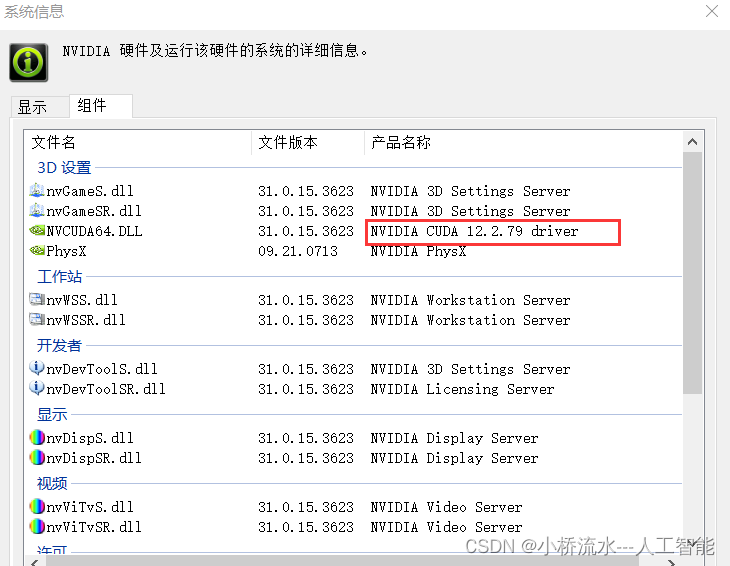 系统信息
NVIDIA 硬件及运行该硬件的系统的详细信息。
显示 组件
文件名 文件版本 产品名称
3D 设置
nvGameS.dll 31.0.15.3623 NVIDIA 3D Settings Server
nvGameSR.dll 31.0.15.3623 NVIDIA 3D Settings Server
NVCUDA64.DLL 31.0.15.3623 NVIDIA CUDA 12.2.79 driver
PhysX 09.21.0713 NVIDIA PhysX
工作站
nvWSS.dll 31.0.15.3623 NVIDIA Workstation Server
nvWSSR.dll 31.0.15.3623 NVIDIA Workstation Server
开发者
nvDevToolS.dll 31.0.15.3623 NVIDIA 3D Settings Server
nvDevToolSR.dll 31.0.15.3623 NVIDIA Licensing Server
显示
nvDispS.dll 31.0.15.3623 NVIDIA Display Server
nvDispSR.dll 31.0.15.3623 NVIDIA Display Server
视频
nvViTvS.dll 31.0.15.3623 NVIDIA Video Server
nvViTvSR.dll 31.0.15.3623 NVIDIA Video Server
许可
CSDN @小桥流水---人工智能